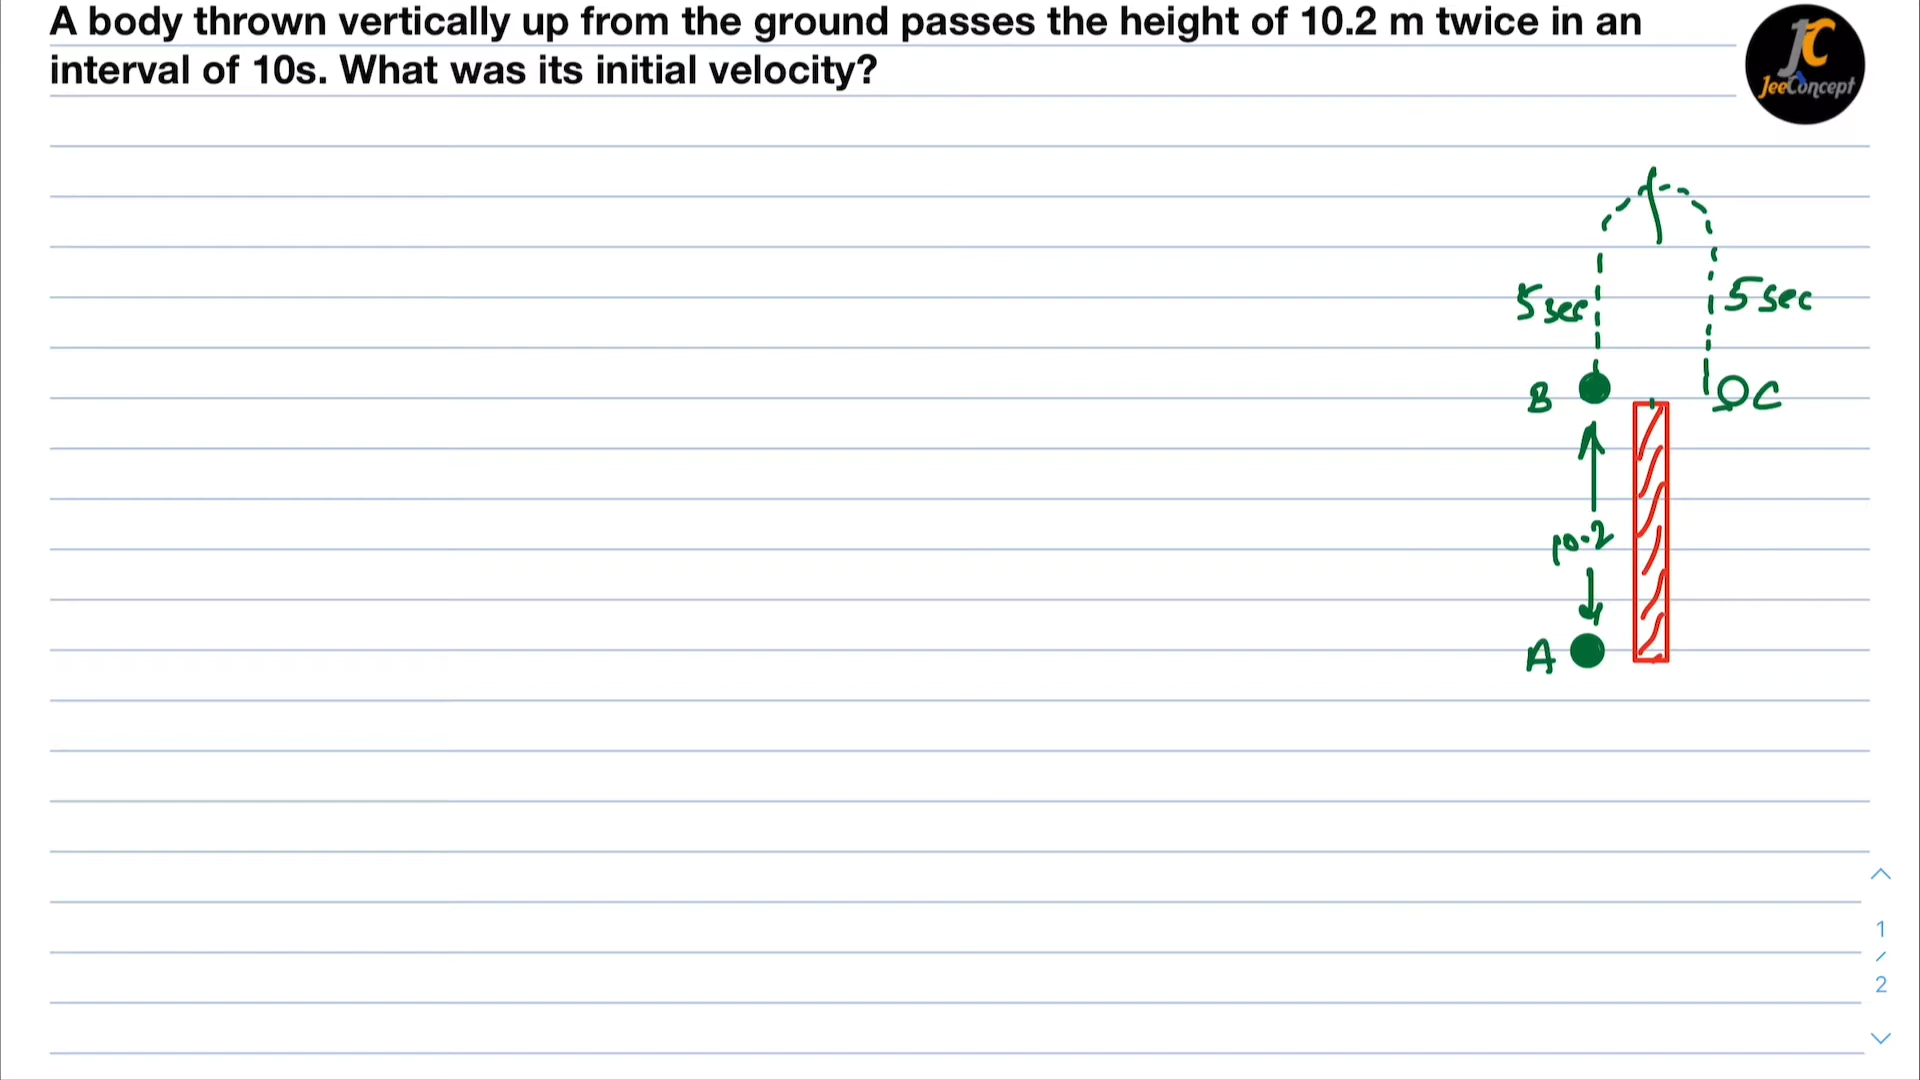 A body thrown vertically up from the ground passes the height of 10.2 m twice in an
interval of 10s. What was its initial velocity?
JC
JeeConcept
5 sec
5 sec
B
C
10.2
A
1
/
2